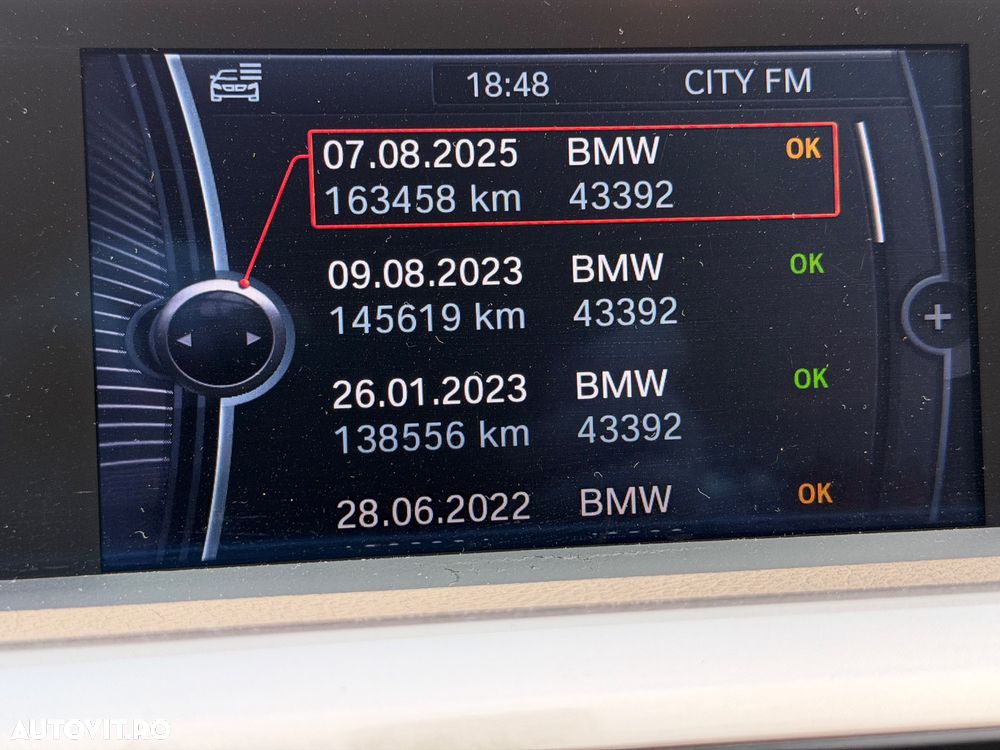 18:48 CITY FM
07.08.2025 BMW OK
163458 km 43392
09.08.2023 BMW OK
145619 km 43392
26.01.2023 BMW OK
138556 km 43392
28.06.2022 BMW OK
AUTOVIT.RO